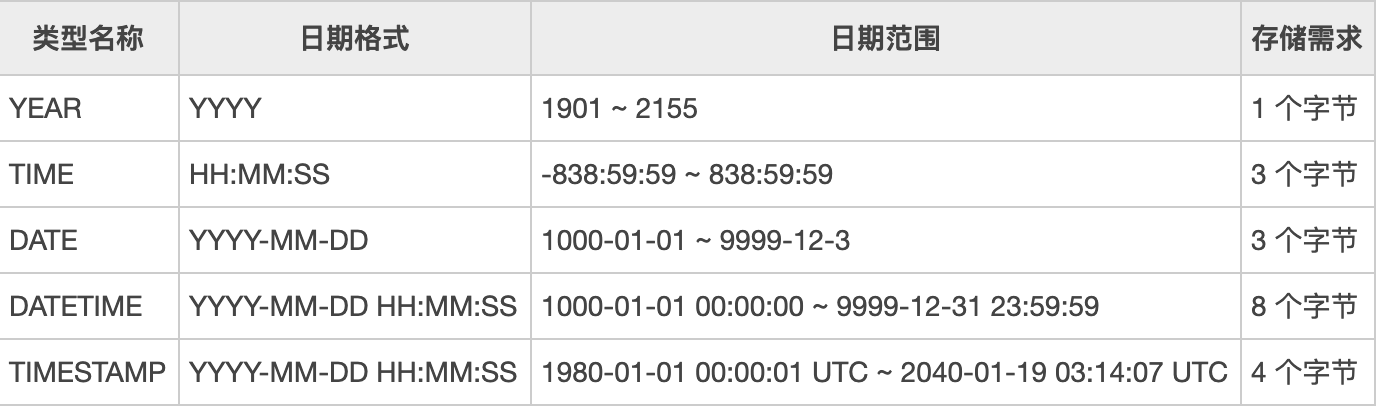 类型名称 日期格式 日期范围 存储需求
YEAR YYYY 1901 ~ 2155 1 个字节
TIME HH:MM:SS -838:59:59 ~ 838:59:59 3 个字节
DATE YYYY-MM-DD 1000-01-01 ~ 9999-12-3 3 个字节
DATETIME YYYY-MM-DD HH:MM:SS 1000-01-01 00:00:00 ~ 9999-12-31 23:59:59 8 个字节
TIMESTAMP YYYY-MM-DD HH:MM:SS 1980-01-01 00:00:01 UTC ~ 2040-01-19 03:14:07 UTC 4 个字节